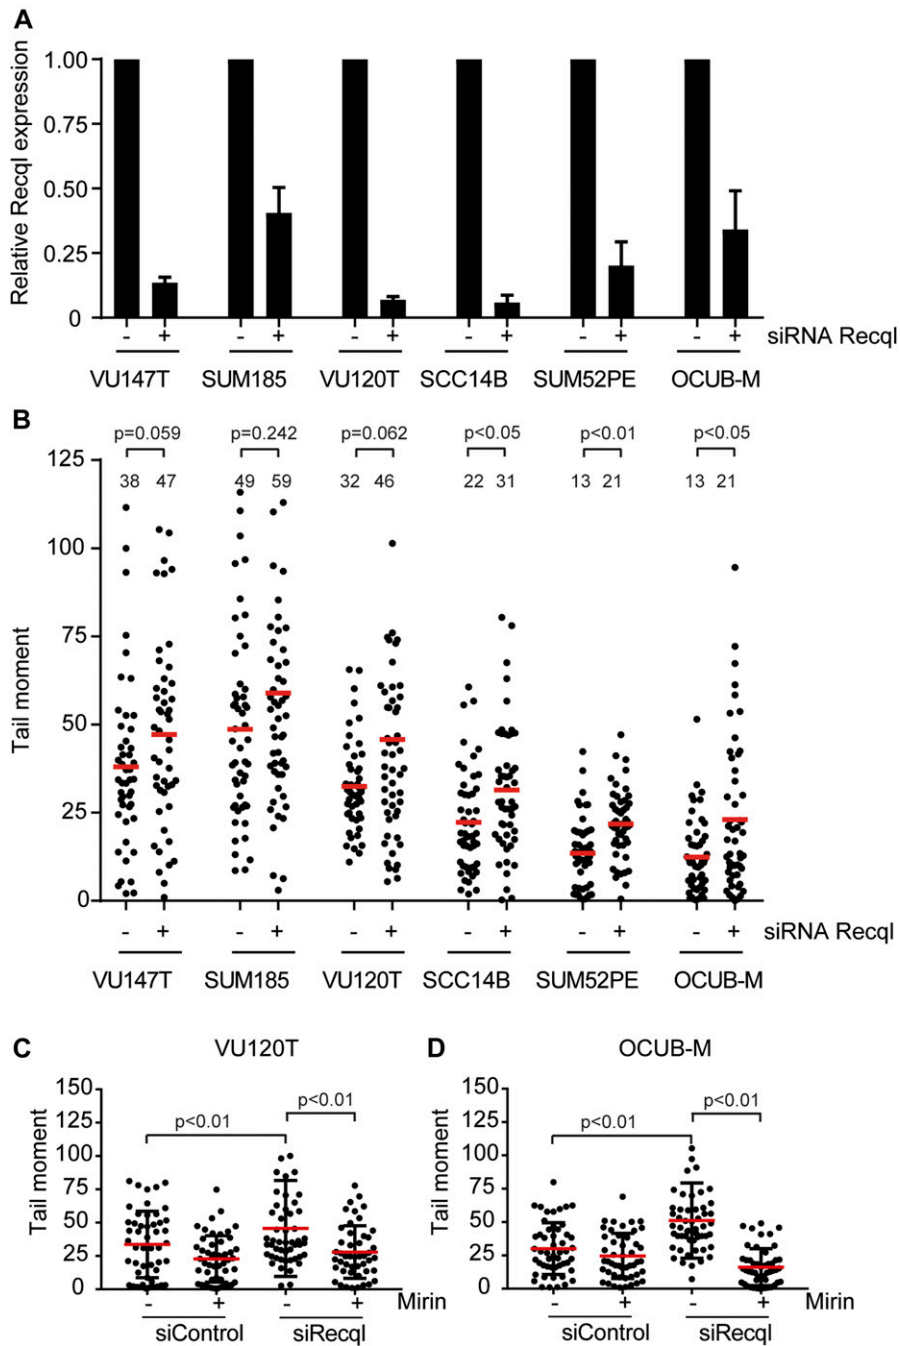 A
Relative Recql expression
1.00
0.75
0.50
0.25
0
- + - + - + - + - + - + siRNA Recql
VU147T SUM185 VU120T SCC14B SUM52PE OCUB-M
B
p=0.059 p=0.242 p=0.062 p<0.05 p<0.01 p<0.05
38 47 49 59 32 46 22 31 13 21 13 21
Tail moment
125
100
75
50
25
0
- + - + - + - + - + - + siRNA Recql
VU147T SUM185 VU120T SCC14B SUM52PE OCUB-M
C
VU120T
Tail moment
150
125
100
75
50
25
0
p<0.01
p<0.01
- + - + Mirin
siControl siRecql
D
OCUB-M
Tail moment
150
125
100
75
50
25
0
p<0.01
p<0.01
- + - + Mirin
siControl siRecql